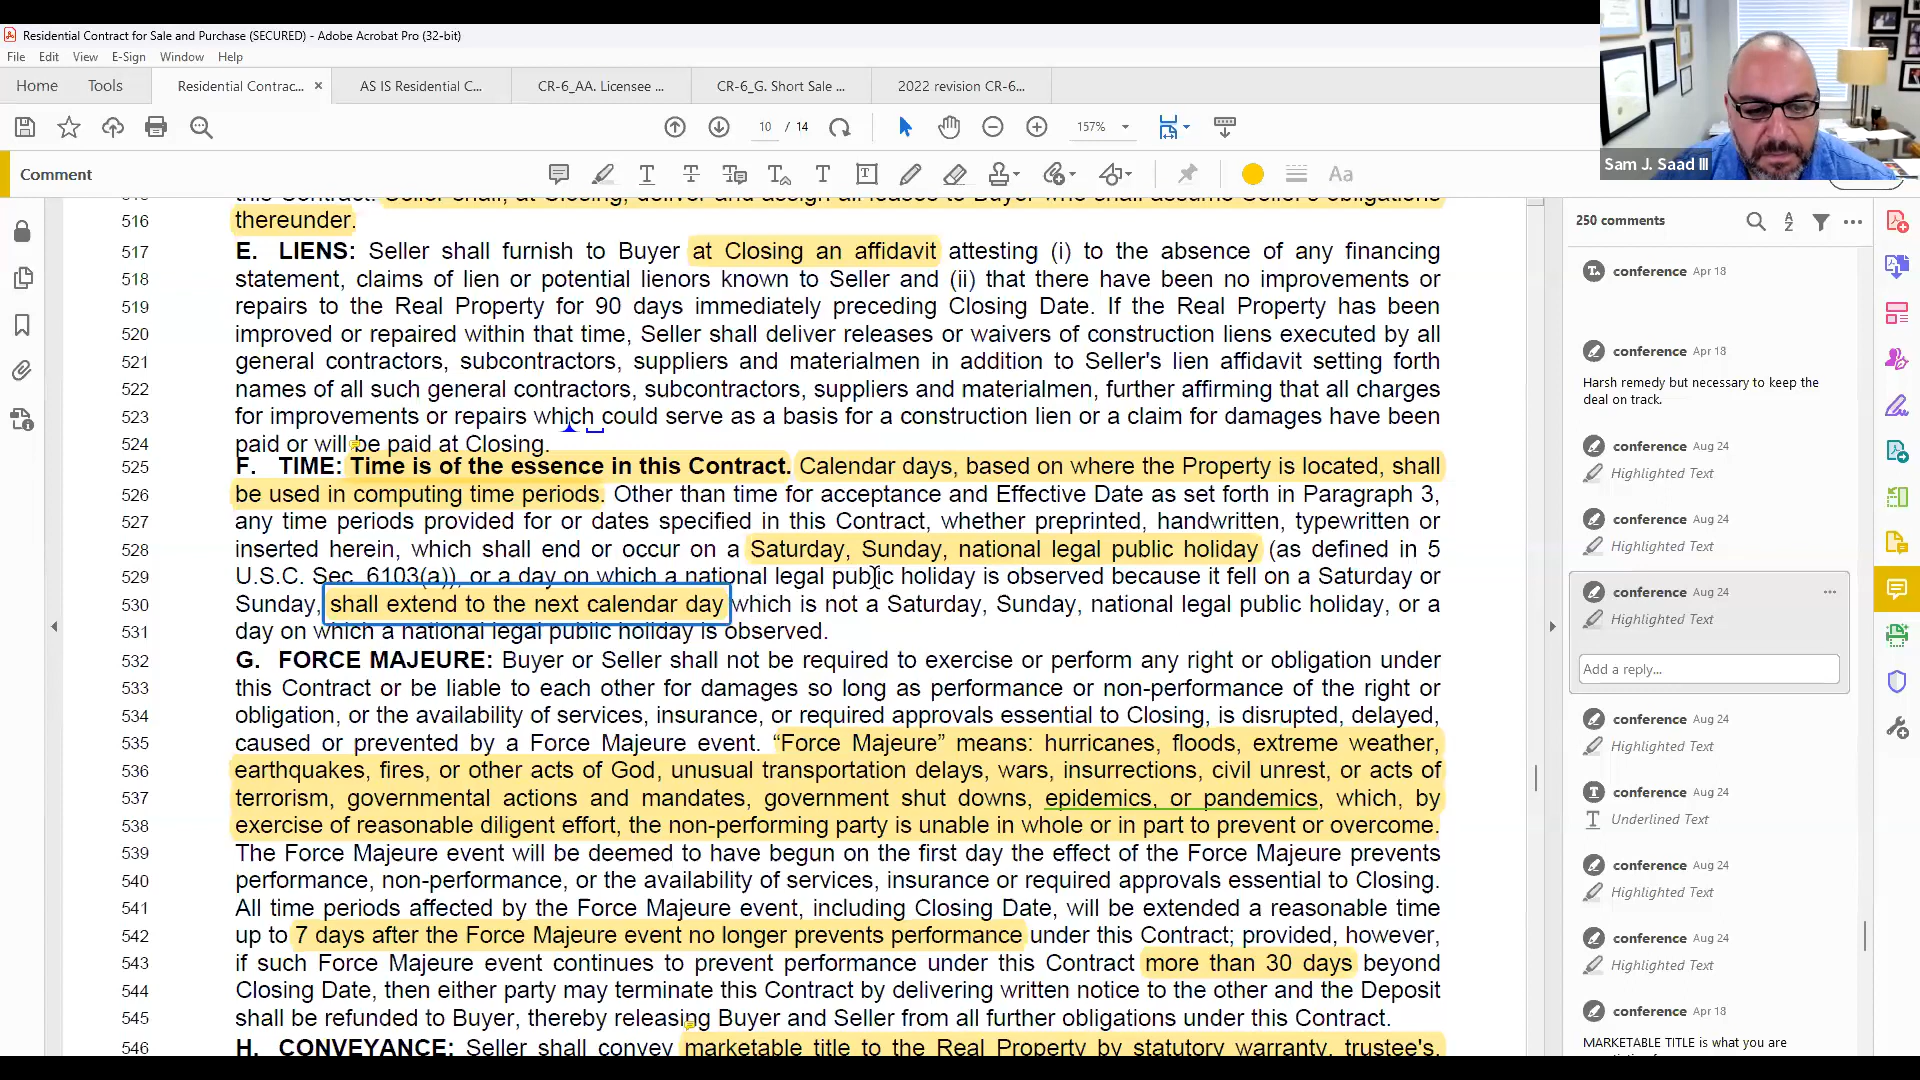 Residential Contract for Sale and Purchase (SECURED) - Adobe Acrobat Pro (32-bit)
File Edit View E-Sign Window Help
Home Tools Residential Contrac... × AS IS Residential C... CR-6_AA. Licensee ... CR-6_G. Short Sale ... 2022 revision CR-6...
10 / 14 157%
Sam J. Saad III
Comment
Aa
this Contract. Seller shall, at Closing, deliver and assign all leases to Buyer who shall assume Seller's obligations
516 thereunder.
517 E. LIENS: Seller shall furnish to Buyer at Closing an affidavit attesting (i) to the absence of any financing
518 statement, claims of lien or potential lienors known to Seller and (ii) that there have been no improvements or
519 repairs to the Real Property for 90 days immediately preceding Closing Date. If the Real Property has been
520 improved or repaired within that time, Seller shall deliver releases or waivers of construction liens executed by all
521 general contractors, subcontractors, suppliers and materialmen in addition to Seller's lien affidavit setting forth
522 names of all such general contractors, subcontractors, suppliers and materialmen, further affirming that all charges
523 for improvements or repairs which could serve as a basis for a construction lien or a claim for damages have been
524 paid or will be paid at Closing.
525 F. TIME: Time is of the essence in this Contract. Calendar days, based on where the Property is located, shall
526 be used in computing time periods. Other than time for acceptance and Effective Date as set forth in Paragraph 3,
527 any time periods provided for or dates specified in this Contract, whether preprinted, handwritten, typewritten or
528 inserted herein, which shall end or occur on a Saturday, Sunday, national legal public holiday (as defined in 5
529 U.S.C. Sec. 6103(a)), or a day on which a national legal public holiday is observed because it fell on a Saturday or
530 Sunday, shall extend to the next calendar day which is not a Saturday, Sunday, national legal public holiday, or a
531 day on which a national legal public holiday is observed.
532 G. FORCE MAJEURE: Buyer or Seller shall not be required to exercise or perform any right or obligation under
533 this Contract or be liable to each other for damages so long as performance or non-performance of the right or
534 obligation, or the availability of services, insurance, or required approvals essential to Closing, is disrupted, delayed,
535 caused or prevented by a Force Majeure event. “Force Majeure” means: hurricanes, floods, extreme weather,
536 earthquakes, fires, or other acts of God, unusual transportation delays, wars, insurrections, civil unrest, or acts of
537 terrorism, governmental actions and mandates, government shut downs, epidemics, or pandemics, which, by
538 exercise of reasonable diligent effort, the non-performing party is unable in whole or in part to prevent or overcome.
539 The Force Majeure event will be deemed to have begun on the first day the effect of the Force Majeure prevents
540 performance, non-performance, or the availability of services, insurance or required approvals essential to Closing.
541 All time periods affected by the Force Majeure event, including Closing Date, will be extended a reasonable time
542 up to 7 days after the Force Majeure event no longer prevents performance under this Contract; provided, however,
543 if such Force Majeure event continues to prevent performance under this Contract more than 30 days beyond
544 Closing Date, then either party may terminate this Contract by delivering written notice to the other and the Deposit
545 shall be refunded to Buyer, thereby releasing Buyer and Seller from all further obligations under this Contract.
546 H. CONVEYANCE: Seller shall convey marketable title to the Real Property by statutory warranty, trustee's,
250 comments
conference Apr 18
conference Apr 18
Harsh remedy but necessary to keep the
deal on track.
conference Aug 24
Highlighted Text
conference Aug 24
Highlighted Text
conference Aug 24
Highlighted Text
Add a reply...
conference Aug 24
Highlighted Text
conference Aug 24
Underlined Text
conference Aug 24
Highlighted Text
conference Aug 24
Highlighted Text
conference Apr 18
MARKETABLE TITLE is what you are